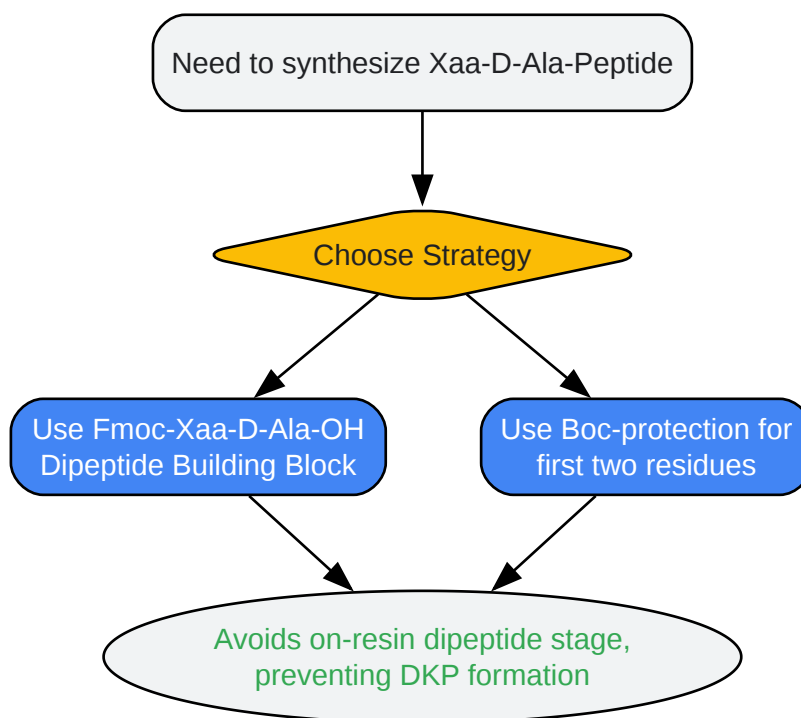 Need to synthesize Xaa-D-Ala-Peptide
Choose Strategy
Use Fmoc-Xaa-D-Ala-OH
Dipeptide Building Block
Use Boc-protection for
first two residues
Avoids on-resin dipeptide stage,
preventing DKP formation